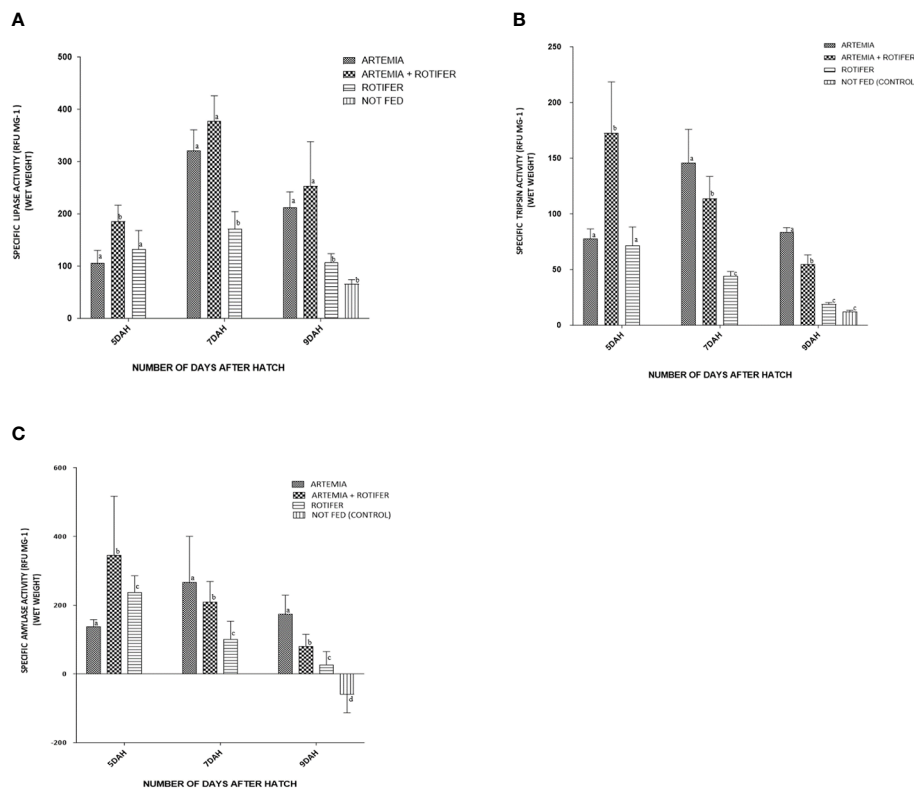 A
SPECIFIC LIPASE ACTIVITY (RFU MG-1)
(WET WEIGHT)
500
400
300
200
100
0
ARTEMIA
ARTEMIA + ROTIFER
ROTIFER
NOT FED
a
b
a
a
a
b
a
a
b
b
5DAH
7DAH
9DAH
NUMBER OF DAYS AFTER HATCH
B
SPECIFIC TRIPSIN ACTIVITY (RFU MG-1)
(WET WEIGHT)
250
200
150
100
50
0
ARTEMIA
ARTEMIA + ROTIFER
ROTIFER
NOT FED (CONTROL)
a
b
a
a
b
c
a
b
c
c
5DAH
7DAH
9DAH
NUMBER OF DAYS AFTER HATCH
C
SPECIFIC AMYLASE ACTIVITY (RFU MG-1)
(WET WEIGHT)
600
400
200
0
-200
ARTEMIA
ARTEMIA + ROTIFER
ROTIFER
NOT FED (CONTROL)
a
b
c
a
b
c
a
b
c
d
5DAH
7DAH
9DAH
NUMBER OF DAYS AFTER HATCH